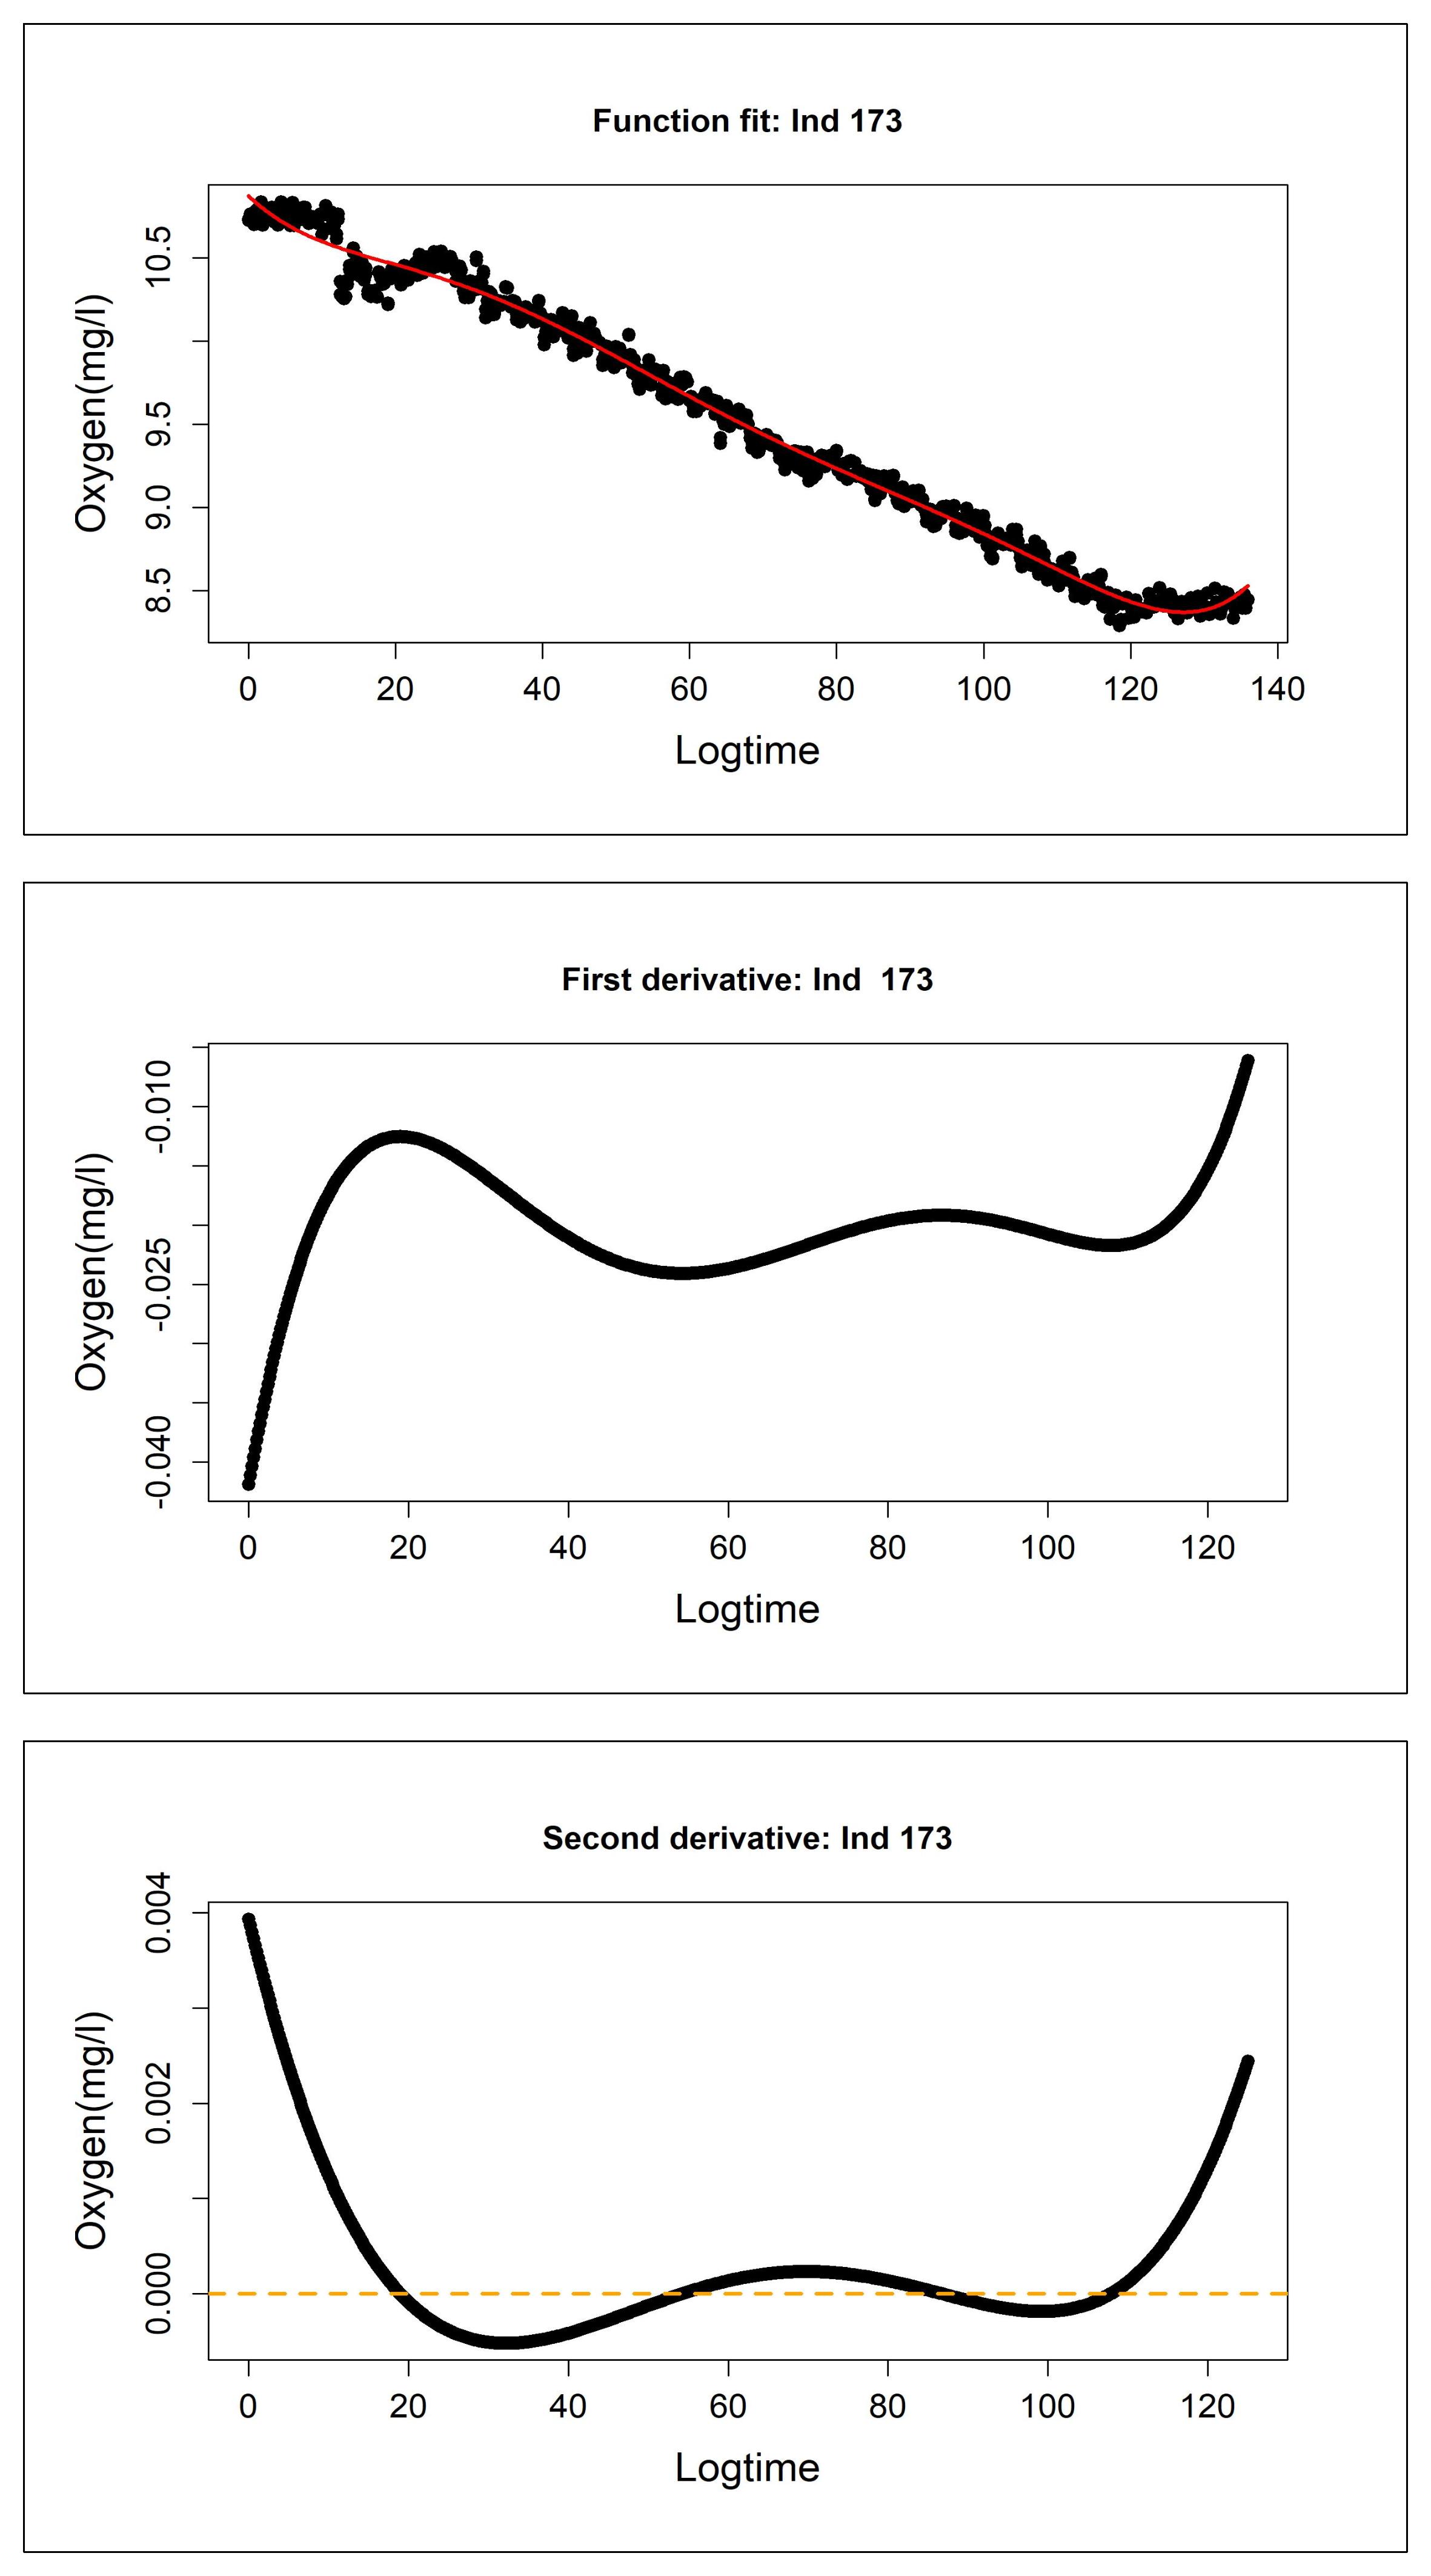 Function fit: Ind 173
Oxygen(mg/l)
10.5
9.5
9.0
8.5
0 20 40 60 80 100 120 140
Logtime
First derivative: Ind  173
Oxygen(mg/l)
-0.010
-0.025
-0.040
0 20 40 60 80 100 120
Logtime
Second derivative: Ind 173
Oxygen(mg/l)
0.004
0.002
0.000
0 20 40 60 80 100 120
Logtime